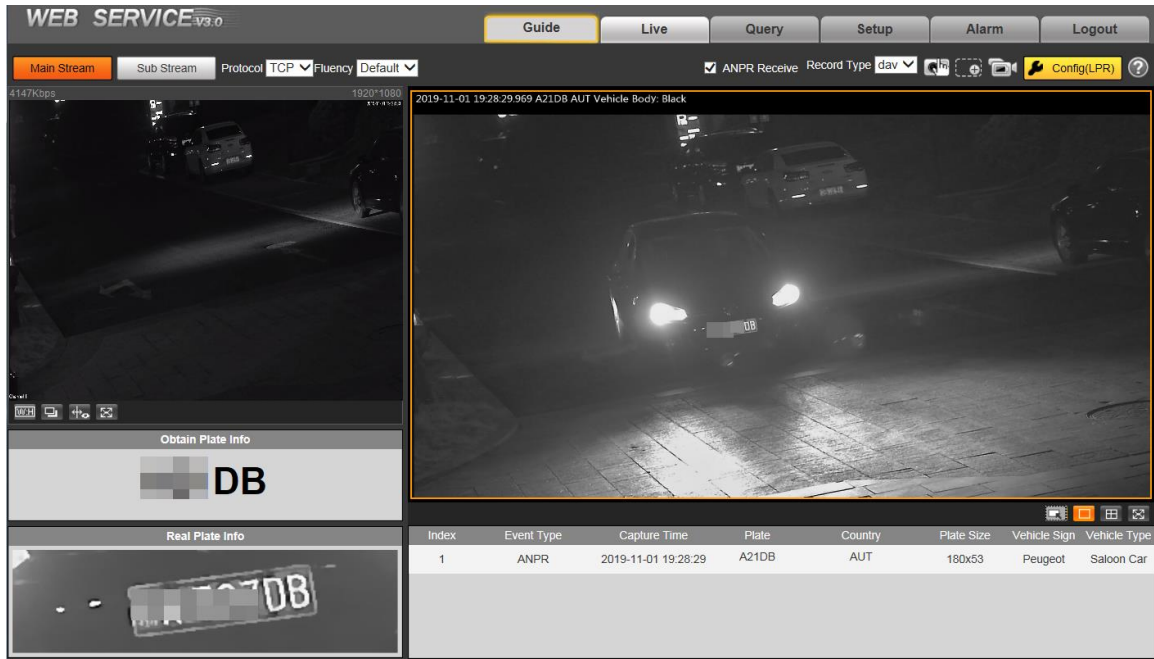 WEB SERVICE V3.0
Guide Live Query Setup Alarm Logout
Main Stream Sub Stream Protocol TCP Fluency Default ANPR Receive Record Type dav Config(LPR) ?
4147Kbps 1920*1080
2019-11-01 19:28:29.969 A21DB AUT Vehicle Body: Black
DB
W:H
Obtain Plate Info
DB
Real Plate Info
DB
Index Event Type Capture Time Plate Country Plate Size Vehicle Sign Vehicle Type
1 ANPR 2019-11-01 19:28:29 A21DB AUT 180x53 Peugeot Saloon Car